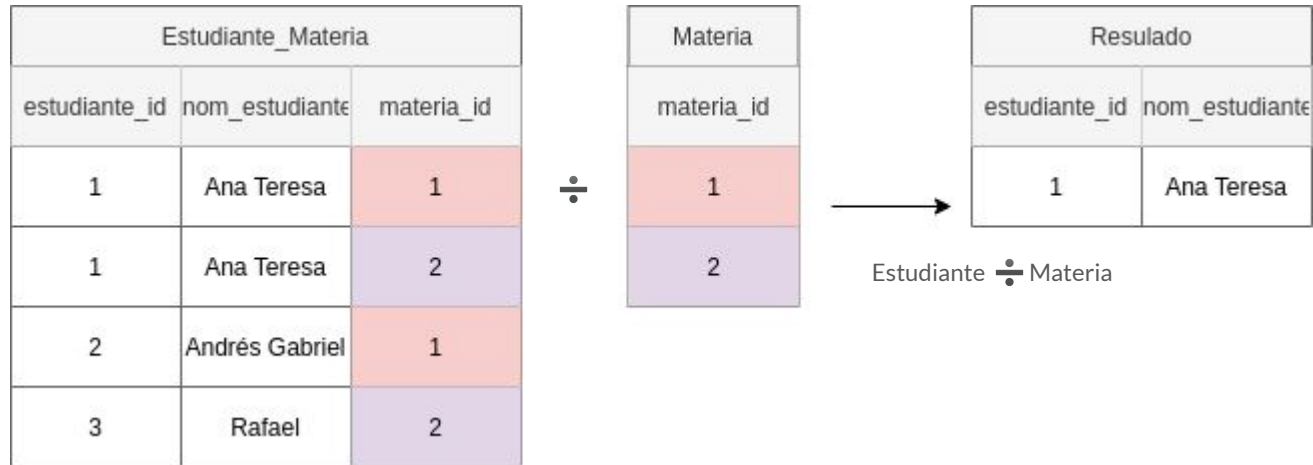 Estudiante_Materia
estudiante_id nom_estudiante materia_id
1 Ana Teresa 1
1 Ana Teresa 2
2 Andrés Gabriel 1
3 Rafael 2
÷
Materia
materia_id
1
2
Estudiante ÷ Materia
Resulado
estudiante_id nom_estudiante
1 Ana Teresa